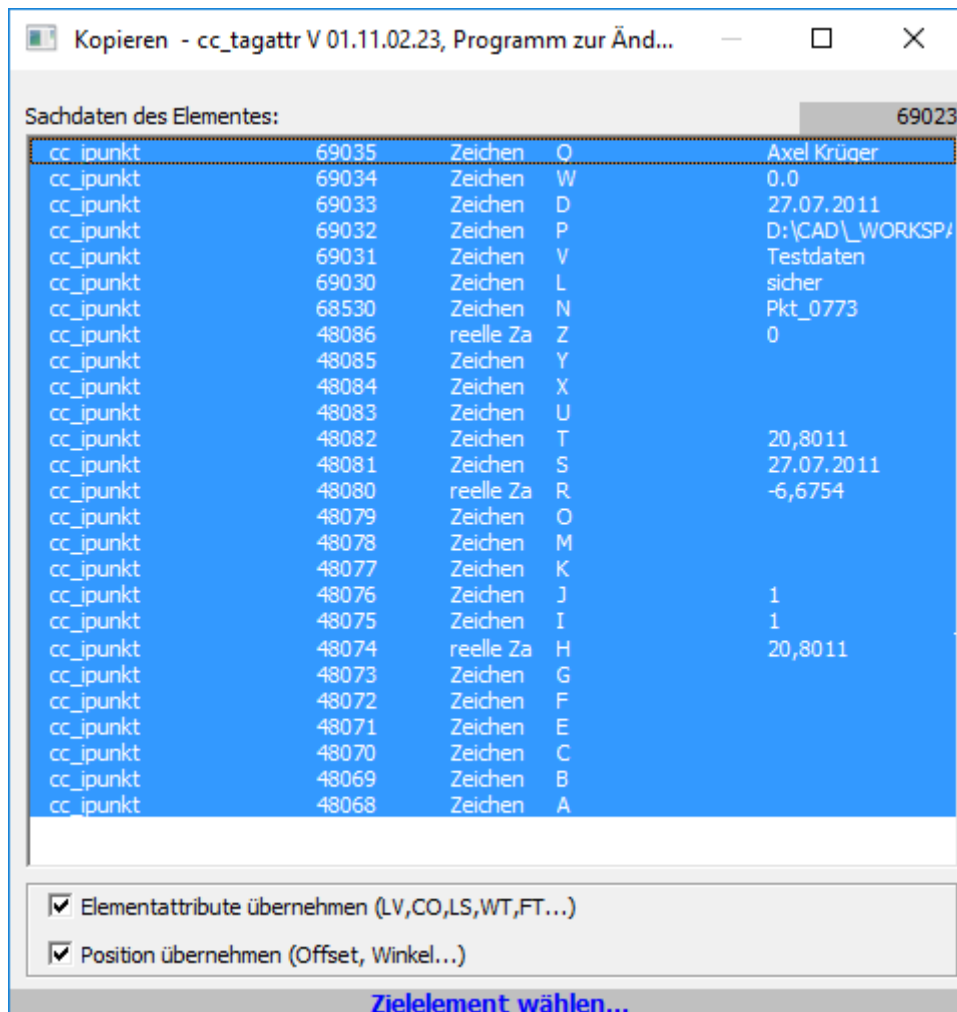 Kopieren - cc_tagattr V 01.11.02.23, Programm zur Änd...
Sachdaten des Elementes: 69023
cc_ipunkt 69035 Zeichen Q Axel Krüger
cc_ipunkt 69034 Zeichen W 0.0
cc_ipunkt 69033 Zeichen D 27.07.2011
cc_ipunkt 69032 Zeichen P D:\CAD\_WORKSPA
cc_ipunkt 69031 Zeichen V Testdaten
cc_ipunkt 69030 Zeichen L sicher
cc_ipunkt 68530 Zeichen N Pkt_0773
cc_ipunkt 48086 reelle Za Z 0
cc_ipunkt 48085 Zeichen Y
cc_ipunkt 48084 Zeichen X
cc_ipunkt 48083 Zeichen U
cc_ipunkt 48082 Zeichen T 20,8011
cc_ipunkt 48081 Zeichen S 27.07.2011
cc_ipunkt 48080 reelle Za R -6,6754
cc_ipunkt 48079 Zeichen O
cc_ipunkt 48078 Zeichen M
cc_ipunkt 48077 Zeichen K
cc_ipunkt 48076 Zeichen J 1
cc_ipunkt 48075 Zeichen I 1
cc_ipunkt 48074 reelle Za H 20,8011
cc_ipunkt 48073 Zeichen G
cc_ipunkt 48072 Zeichen F
cc_ipunkt 48071 Zeichen E
cc_ipunkt 48070 Zeichen C
cc_ipunkt 48069 Zeichen B
cc_ipunkt 48068 Zeichen A
Elementattribute übernehmen (LV,CO,LS,WT,FT...)
Position übernehmen (Offset, Winkel...)
Zielelement wählen...